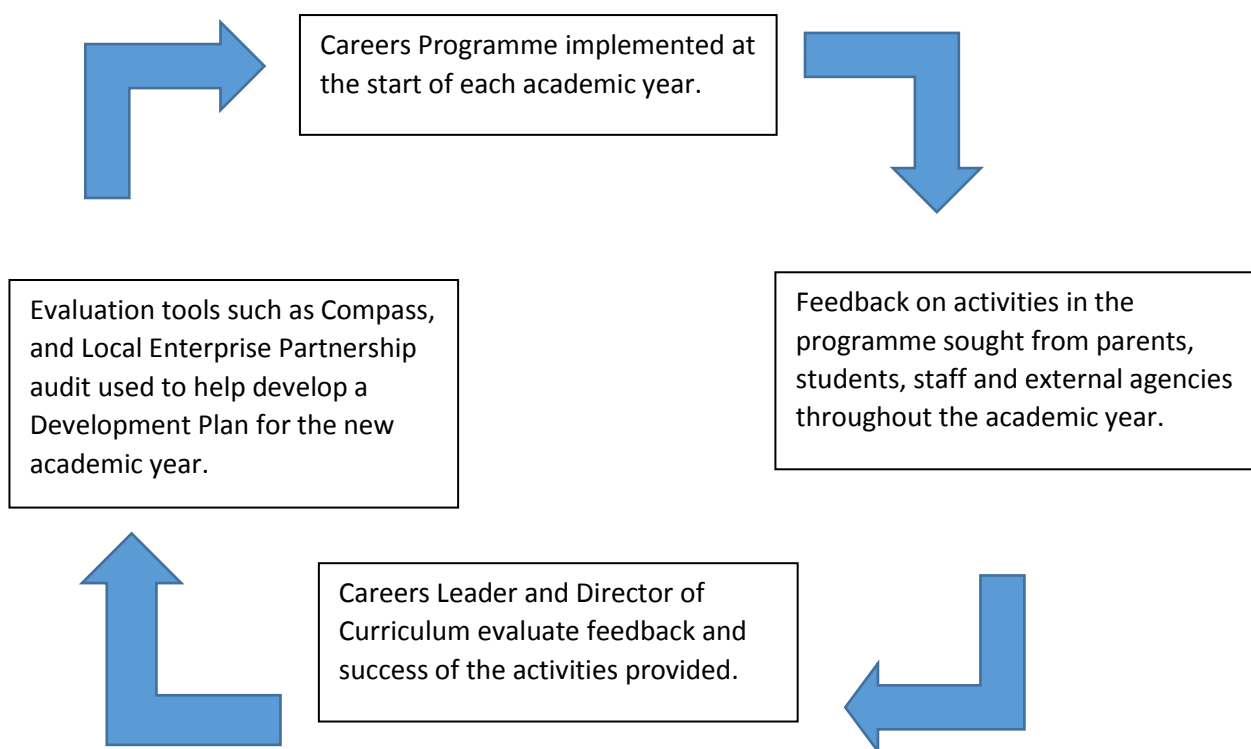 Careers Programme implemented at
the start of each academic year.
Feedback on activities in the
programme sought from parents,
students, staff and external agencies
throughout the academic year.
Careers Leader and Director of
Curriculum evaluate feedback and
success of the activities provided.
Evaluation tools such as Compass,
and Local Enterprise Partnership
audit used to help develop a
Development Plan for the new
academic year.